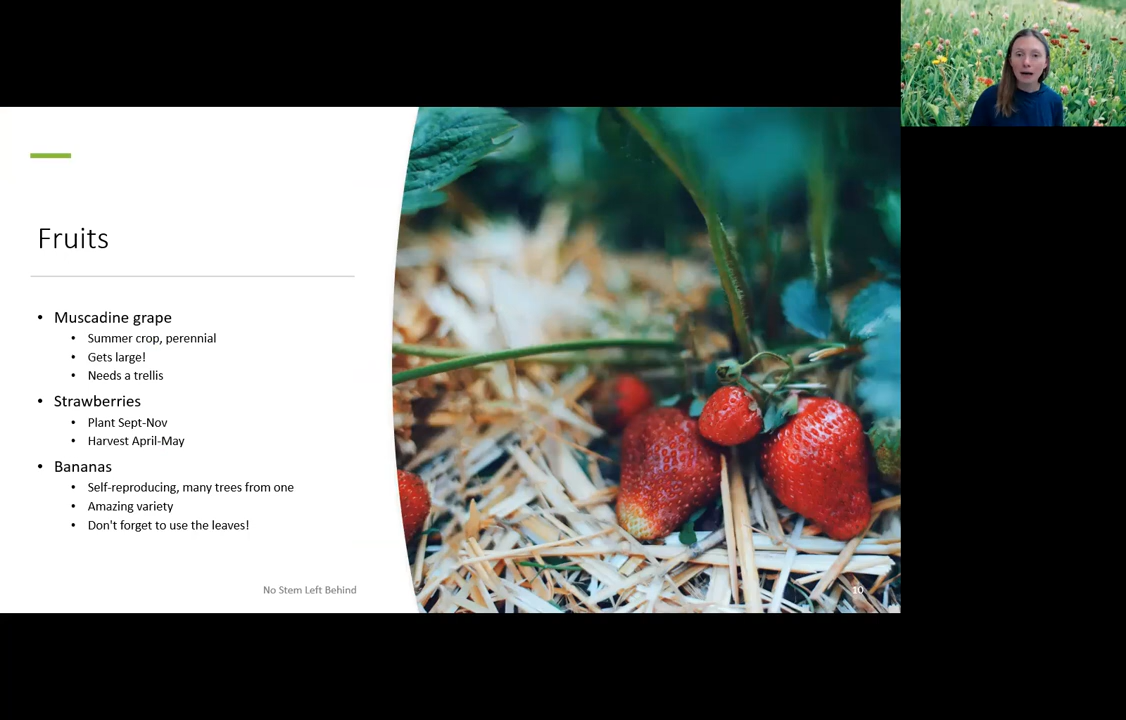 Fruits
• Muscadine grape
• Summer crop, perennial
• Gets large!
• Needs a trellis
• Strawberries
• Plant Sept-Nov
• Harvest April-May
• Bananas
• Self-reproducing, many trees from one
• Amazing variety
• Don't forget to use the leaves!
No Stem Left Behind
10